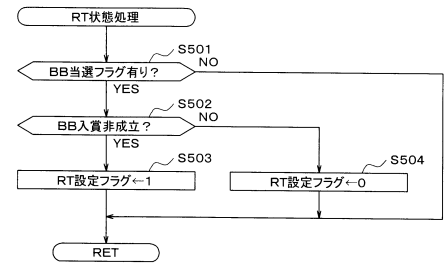 RT状態処理
S501
BB当選フラグ有り？
NO
YES
S502
BB入賞非成立？
NO
YES
S503
RT設定フラグ←1
S504
RT設定フラグ←0
RET